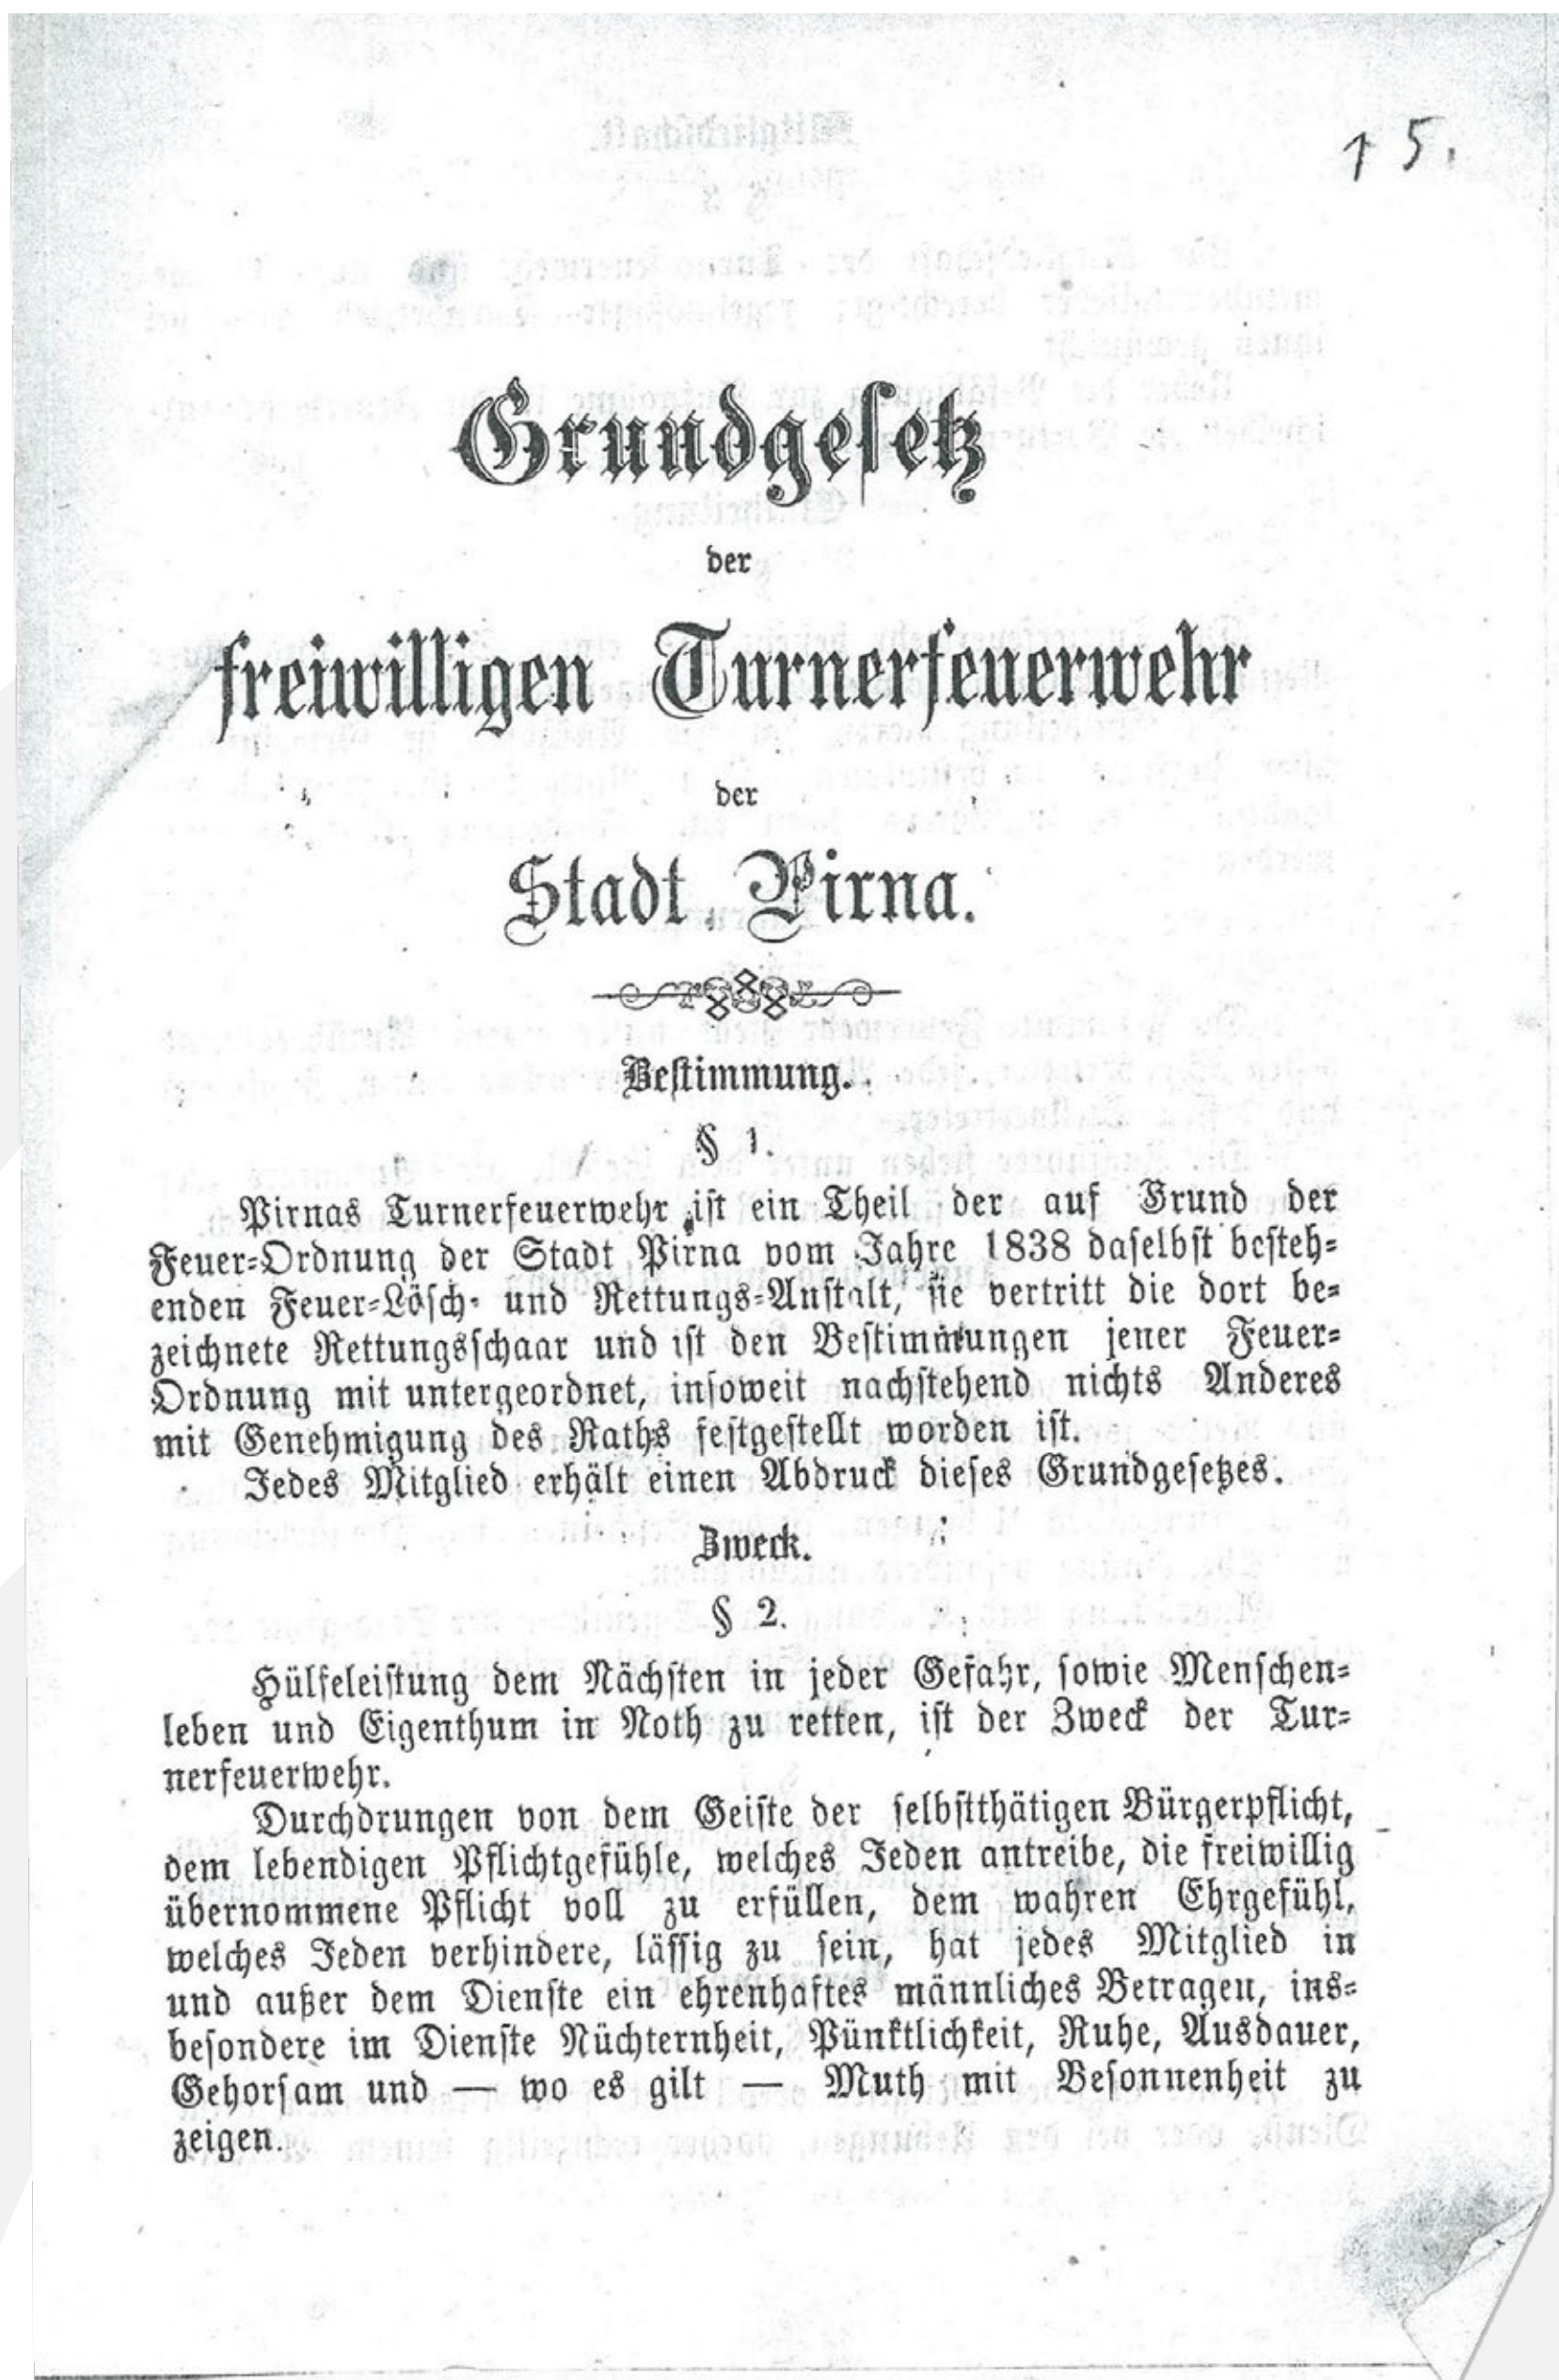 15.
Grundgesetz
der
freiwilligen Turnerfeuerwehr
der
Stadt Pirna.
Bestimmung.
§ 1.
Pirnas Turnerfeuerwehr ist ein Theil der auf Grund der
Feuer-Ordnung der Stadt Pirna vom Jahre 1838 daselbst besteh-
enden Feuer-Lösch- und Rettungs-Anstalt, sie vertritt die dort be-
zeichnete Rettungsschaar und ist den Bestimmungen jener Feuer-
Ordnung mit untergeordnet, insoweit nachstehend nichts Anderes
mit Genehmigung des Raths festgestellt worden ist.
Jedes Mitglied erhält einen Abdruck dieses Grundgesetzes.
Zweck.
§ 2.
Hülfeleistung dem Nächsten in jeder Gefahr, sowie Menschen-
leben und Eigenthum in Noth zu retten, ist der Zweck der Tur-
nerfeuerwehr.
Durchdrungen von dem Geiste der selbstthätigen Bürgerpflicht,
dem lebendigen Pflichtgefühle, welches Jeden antreibe, die freiwillig
übernommene Pflicht voll zu erfüllen, dem wahren Ehrgefühl,
welches Jeden verhindere, lässig zu sein, hat jedes Mitglied in
und außer dem Dienste ein ehrenhaftes männliches Betragen, ins-
besondere im Dienste Nüchternheit, Pünktlichkeit, Ruhe, Ausdauer,
Gehorsam und — wo es gilt — Muth mit Besonnenheit zu
zeigen.